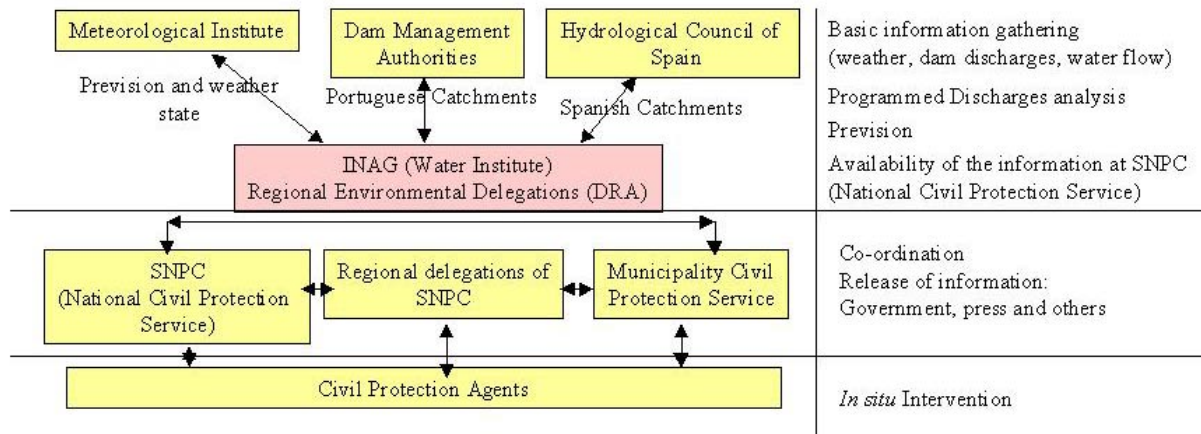 Meteorological Institute
Dam Management
Authorities
Hydrological Council of
Spain
Basic information gathering
(weather, dam discharges, water flow)
Prevision and weather
state
Portuguese Catchments
Spanish Catchments
Programmed Discharges analysis
Prevision
INAG (Water Institute)
Regional Environmental Delegations (DRA)
Availability of the information at SNPC
(National Civil Protection Service)
SNPC
(National Civil Protection
Service)
Regional delegations of
SNPC
Municipality Civil
Protection Service
Co-ordination
Release of information:
Government, press and others
Civil Protection Agents
In situ Intervention